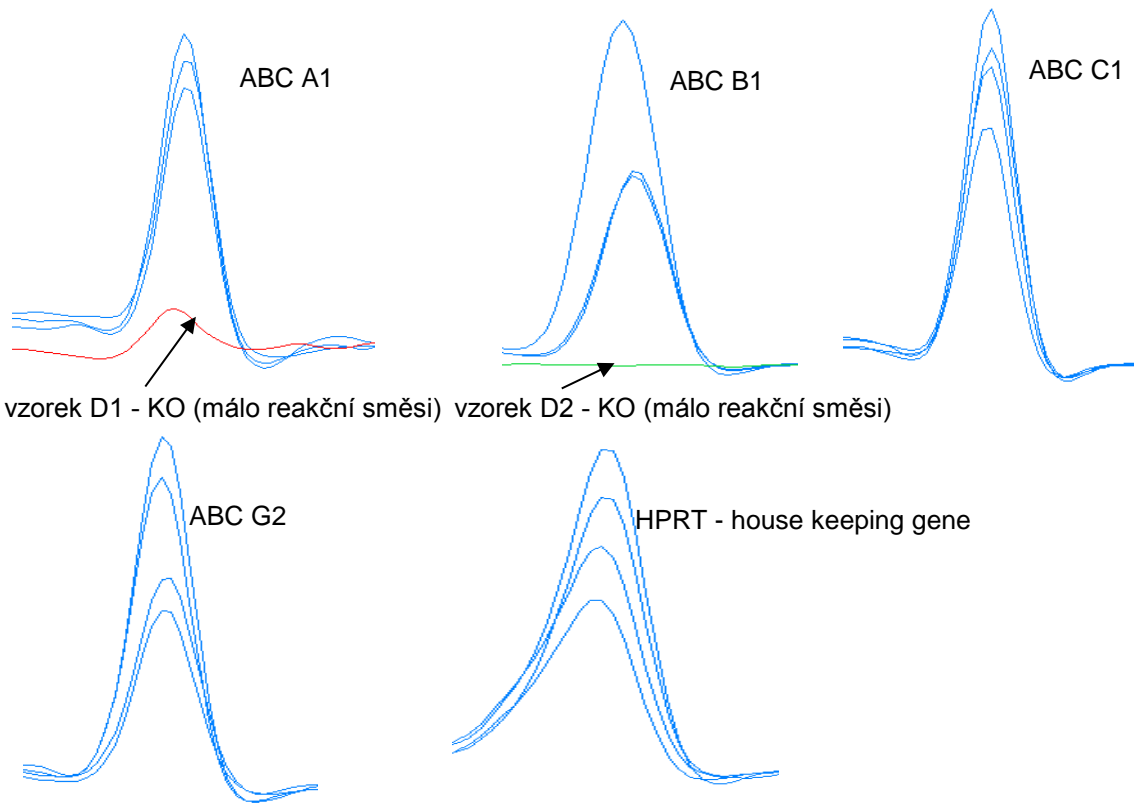 ABC A1
ABC B1
ABC C1
vzorek D1 - KO (málo reakční směsi)
vzorek D2 - KO (málo reakční směsi)
ABC G2
HPRT - house keeping gene